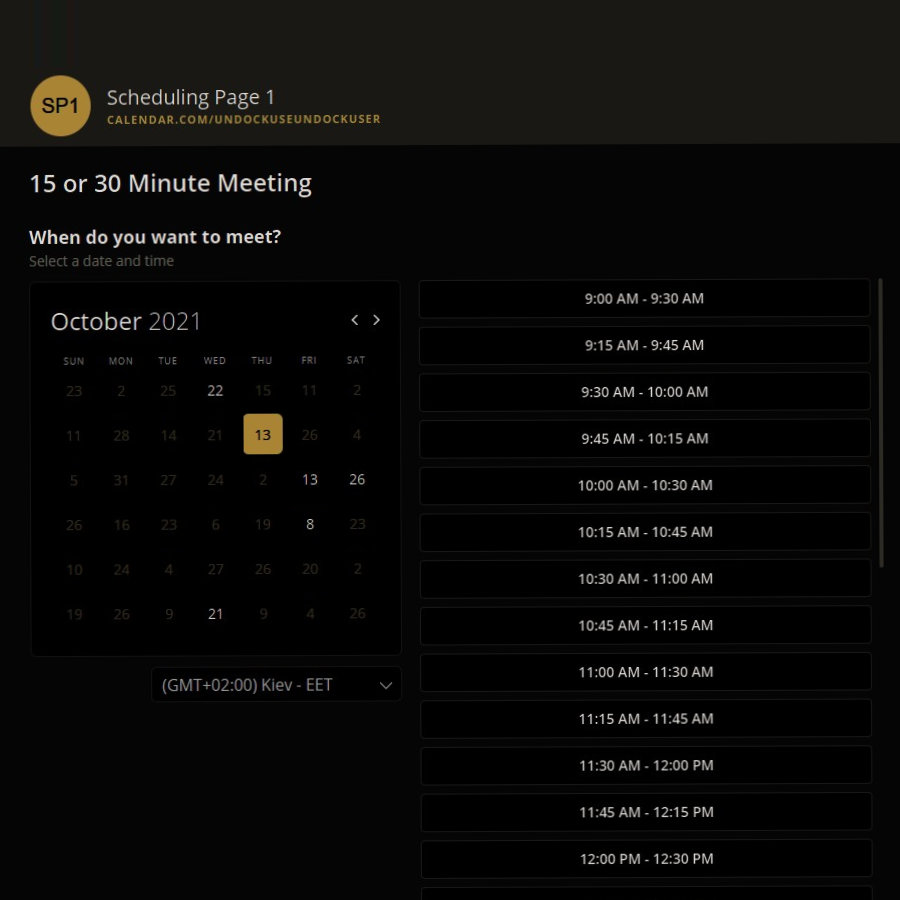 SP1
Scheduling Page 1
CALENDAR.COM/UNDOCKUSEUNDOCKUSER
15 or 30 Minute Meeting
When do you want to meet?
Select a date and time
October 2021
SUN MON TUE WED THU FRI SAT
23 2 25 22 15 11 2
11 28 14 21 13 26 4
5 31 27 24 2 13 26
26 16 23 6 19 8 23
10 24 4 27 26 20 2
19 26 9 21 9 4 26
(GMT+02:00) Kiev - EET
9:00 AM - 9:30 AM
9:15 AM - 9:45 AM
9:30 AM - 10:00 AM
9:45 AM - 10:15 AM
10:00 AM - 10:30 AM
10:15 AM - 10:45 AM
10:30 AM - 11:00 AM
10:45 AM - 11:15 AM
11:00 AM - 11:30 AM
11:15 AM - 11:45 AM
11:30 AM - 12:00 PM
11:45 AM - 12:15 PM
12:00 PM - 12:30 PM